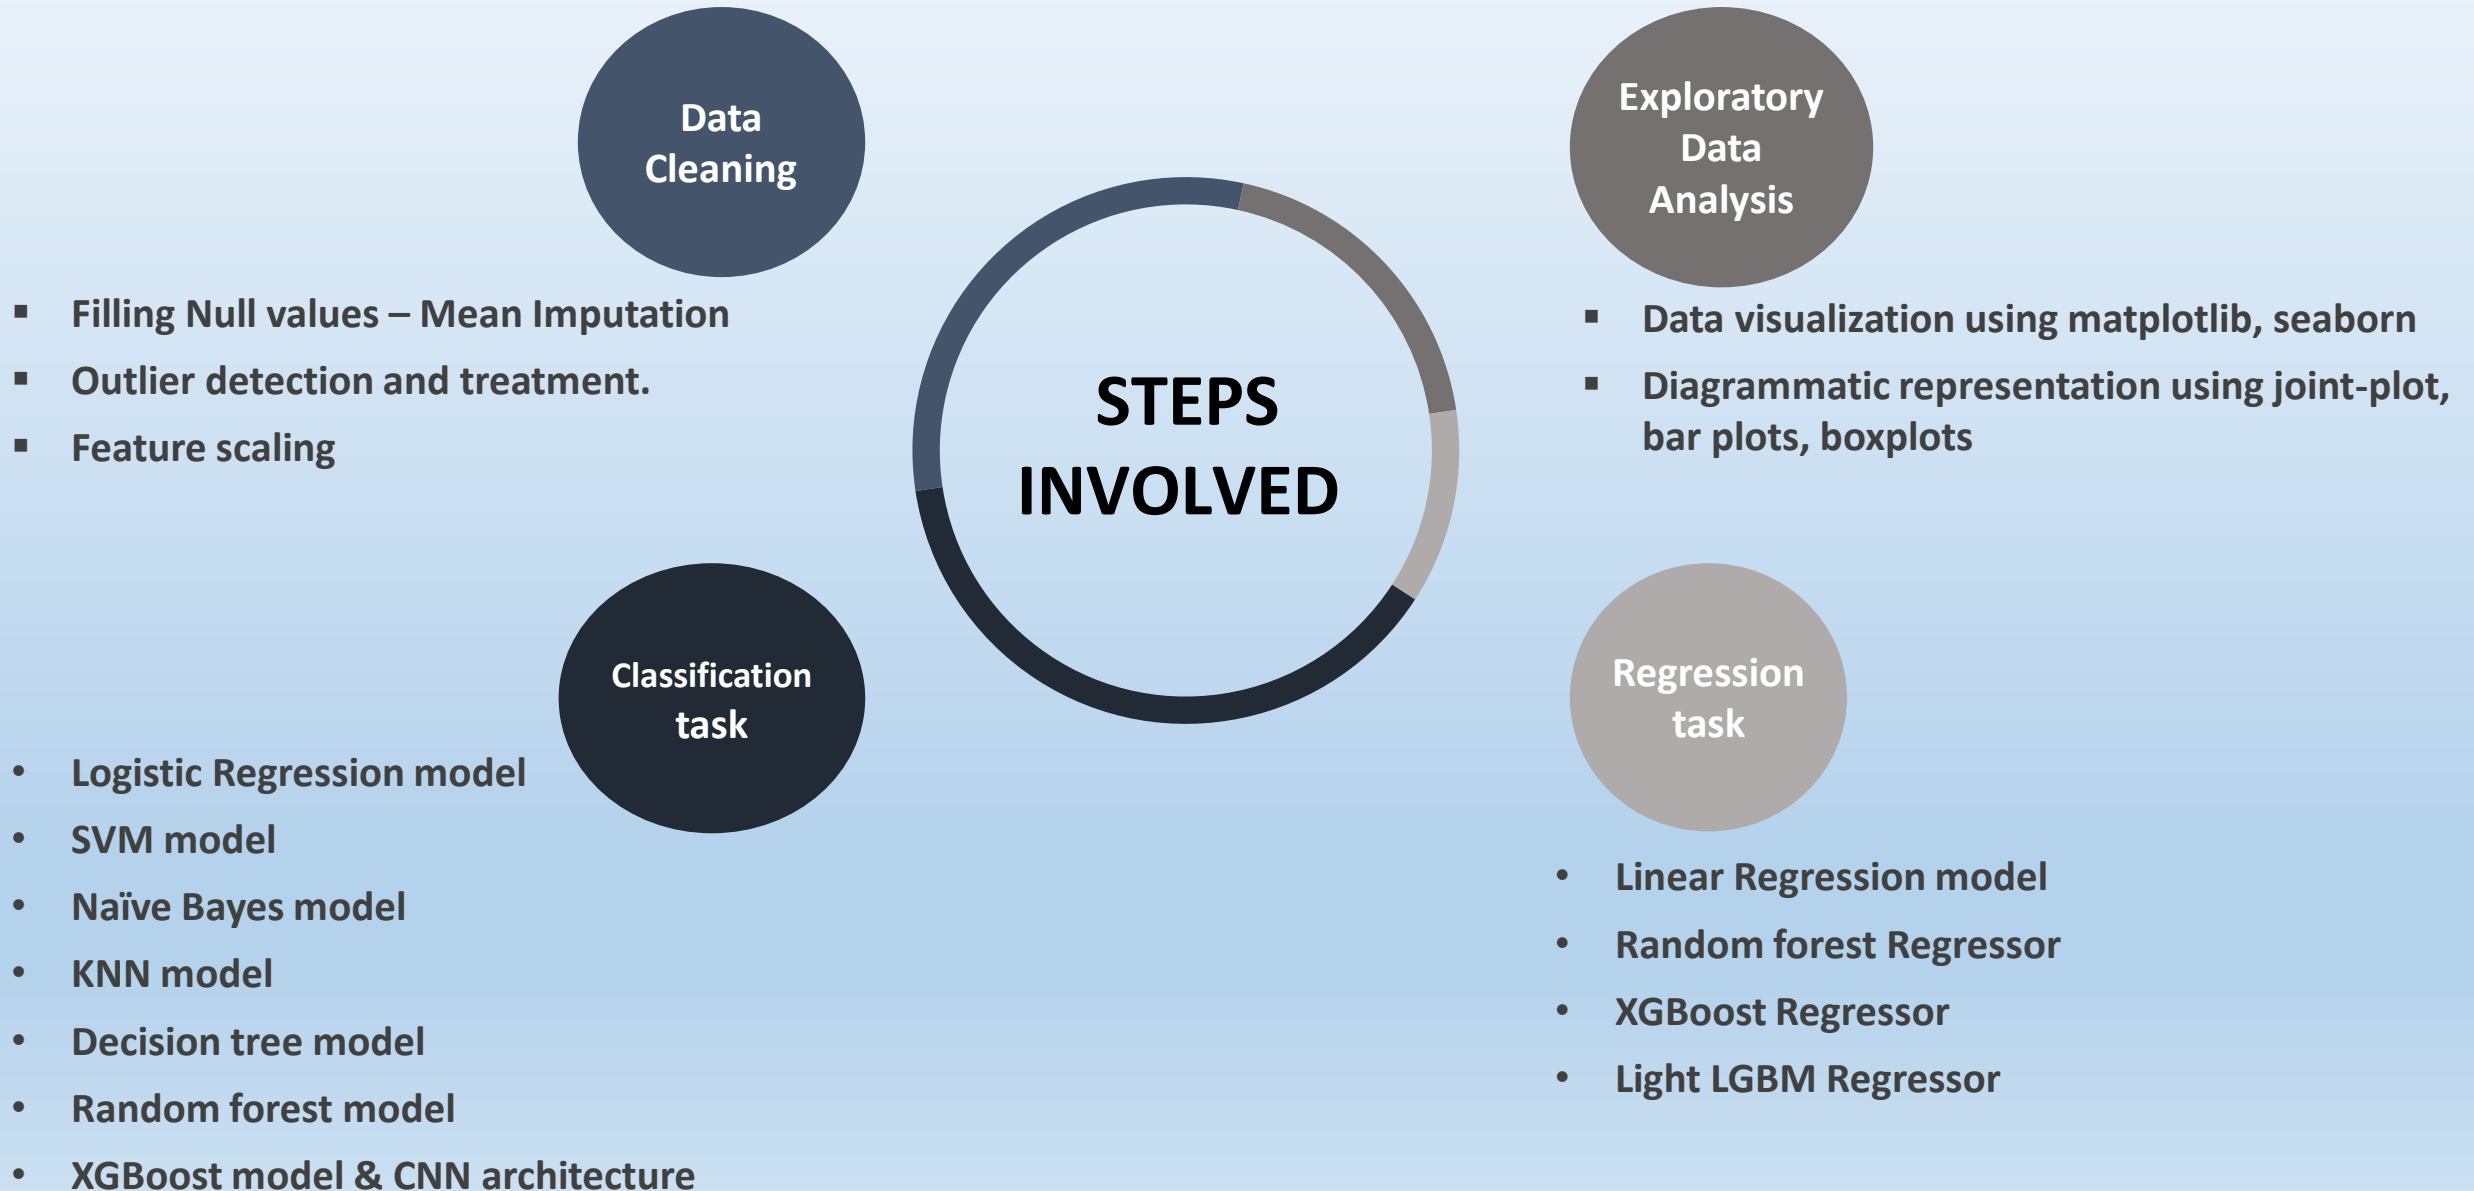 Data
Cleaning
▪ Filling Null values – Mean Imputation
▪ Outlier detection and treatment.
▪ Feature scaling
Exploratory
Data
Analysis
▪ Data visualization using matplotlib, seaborn
▪ Diagrammatic representation using joint-plot,
bar plots, boxplots
STEPS
INVOLVED
Classification
task
• Logistic Regression model
• SVM model
• Naïve Bayes model
• KNN model
• Decision tree model
• Random forest model
• XGBoost model & CNN architecture
Regression
task
• Linear Regression model
• Random forest Regressor
• XGBoost Regressor
• Light LGBM Regressor